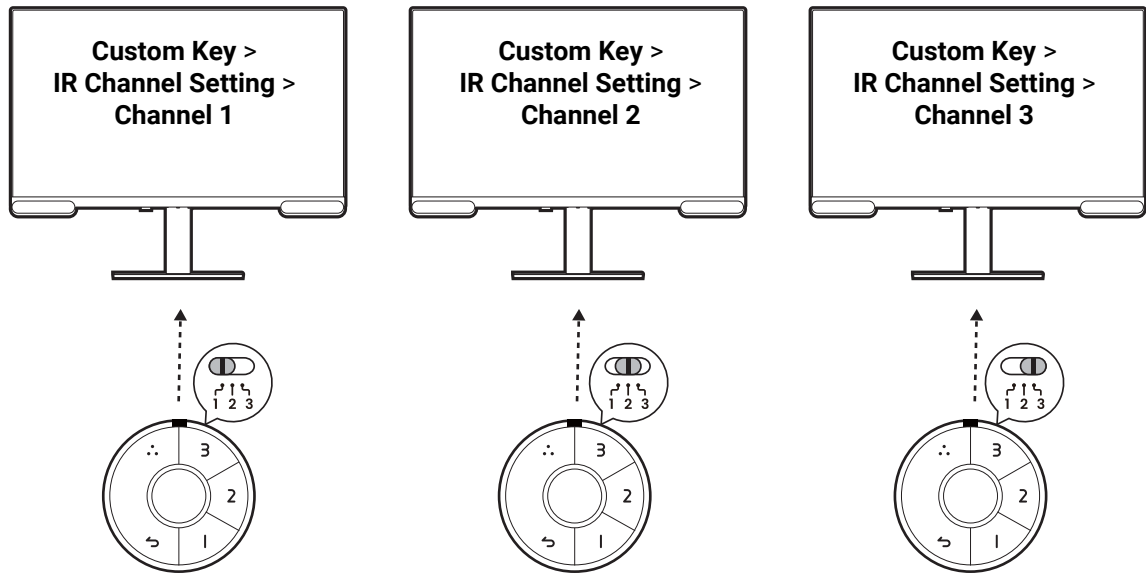 Custom Key >
IR Channel Setting >
Channel 1
Custom Key >
IR Channel Setting >
Channel 2
Custom Key >
IR Channel Setting >
Channel 3
1 2 3
1 2 3
1 2 3
3
2
1
3
2
1
3
2
1